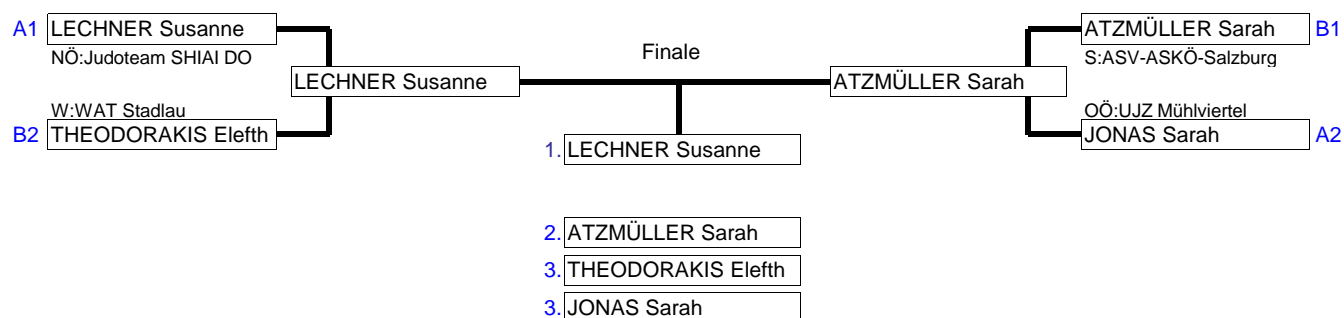 A1 LECHNER Susanne
NÖ:Judoteam SHIAI DO
LECHNER Susanne
W:WAT Stadlau
B2 THEODORAKIS Elefth
Finale
1. LECHNER Susanne
2. ATZMÜLLER Sarah
3. THEODORAKIS Elefth
3. JONAS Sarah
ATZMÜLLER Sarah B1
S:ASV-ASKÖ-Salzburg
ATZMÜLLER Sarah
OÖ:UJZ Mühlviertel
JONAS Sarah A2